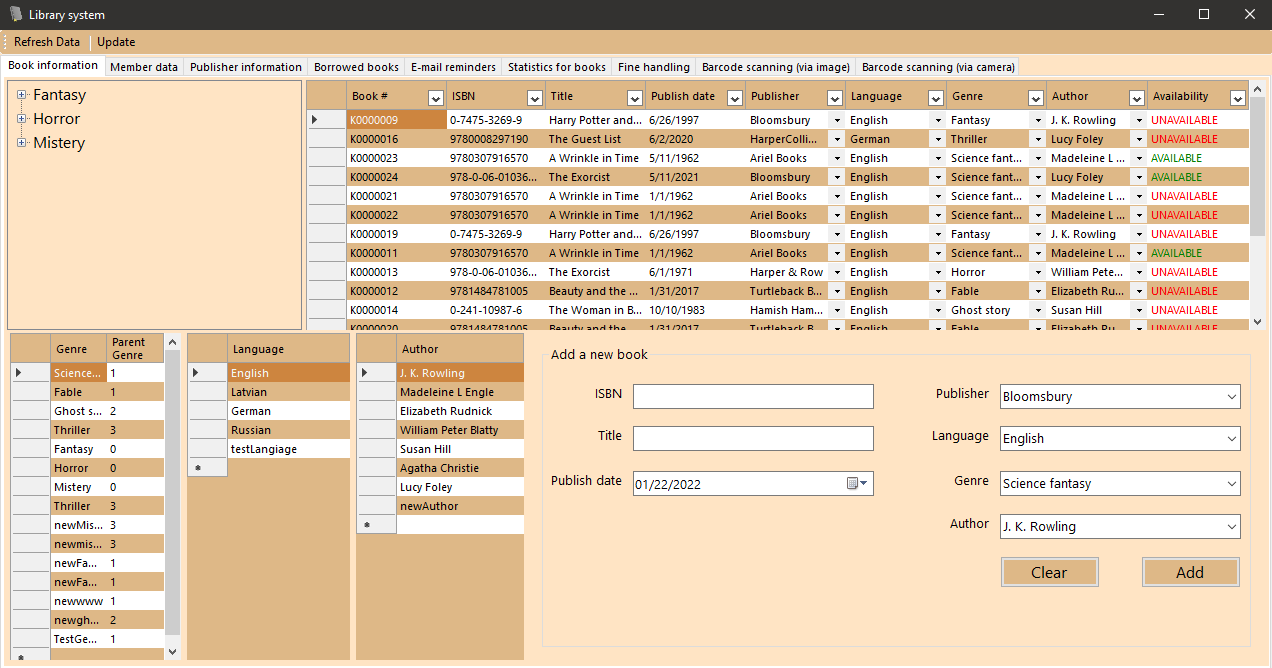 Library system
Refresh Data Update
Book information Member data Publisher information Borrowed books E-mail reminders Statistics for books Fine handling Barcode scanning (via image) Barcode scanning (via camera)
Fantasy
Horror
Mistery
Book # ISBN Title Publish date Publisher Language Genre Author Availability
K0000009 0-7475-3269-9 Harry Potter and... 6/26/1997 Bloomsbury English Fantasy J. K. Rowling UNAVAILABLE
K0000016 9780008297190 The Guest List 6/2/2020 HarperColli... German Thriller Lucy Foley UNAVAILABLE
K0000023 9780307916570 A Wrinkle in Time 5/11/1962 Ariel Books English Science fant... Madeleine L ... AVAILABLE
K0000024 978-0-06-01036... The Exorcist 5/11/2021 Bloomsbury English Science fant... Lucy Foley AVAILABLE
K0000021 9780307916570 A Wrinkle in Time 1/1/1962 Ariel Books English Science fant... Madeleine L ... UNAVAILABLE
K0000022 9780307916570 A Wrinkle in Time 1/1/1962 Ariel Books English Science fant... Madeleine L ... UNAVAILABLE
K0000019 0-7475-3269-9 Harry Potter and... 6/26/1997 Bloomsbury English Fantasy J. K. Rowling UNAVAILABLE
K0000011 9780307916570 A Wrinkle in Time 1/1/1962 Ariel Books English Science fant... Madeleine L ... AVAILABLE
K0000013 978-0-06-01036... The Exorcist 6/1/1971 Harper & Row English Horror William Pete... UNAVAILABLE
K0000012 9781484781005 Beauty and the ... 1/31/2017 Turtleback B... English Fable Elizabeth Ru... UNAVAILABLE
K0000014 0-241-10987-6 The Woman in B... 10/10/1983 Hamish Ham... English Ghost story Susan Hill UNAVAILABLE
K0000020 9781484781005 Beauty and the ... 1/31/2017 Turtleback B... English Fable Elizabeth Ru... UNAVAILABLE
Genre Parent Genre
Science... 1
Fable 1
Ghost s... 2
Thriller 3
Fantasy 0
Horror 0
Mistery 0
Thriller 3
newMis... 3
newmis... 3
newFa... 1
newFa... 1
newwww 1
newgh... 2
TestGe... 1
Language
English
Latvian
German
Russian
testLangiage
Author
J. K. Rowling
Madeleine L Engle
Elizabeth Rudnick
William Peter Blatty
Susan Hill
Agatha Christie
Lucy Foley
newAuthor
Add a new book
ISBN
Title
Publish date 01/22/2022
Publisher Bloomsbury
Language English
Genre Science fantasy
Author J. K. Rowling
Clear Add